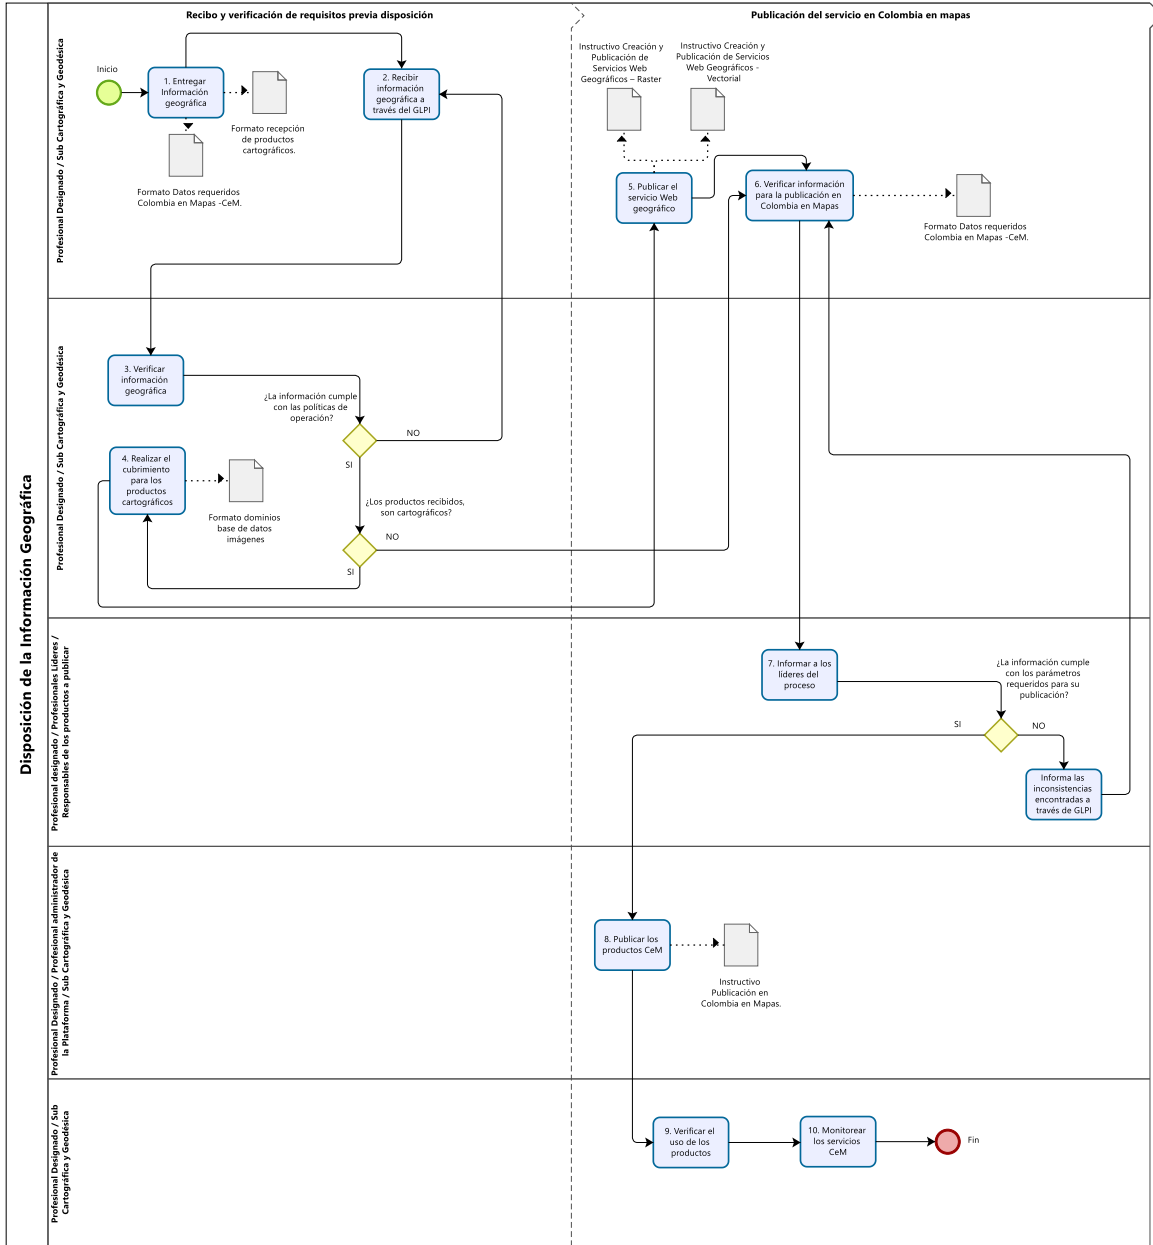 Disposición de la Información Geográfica
Recibo y verificación de requisitos previa disposición
Publicación del servicio en Colombia en mapas
Profesional Designado / Sub Cartográfica y Geodésica
Inicio
1. Entregar
Información
geográfica
Formato recepción
de productos
cartográficos.
Formato Datos requeridos
Colombia en Mapas -CeM.
2. Recibir
información
geográfica a
través del GLPI
Instructivo Creación y
Publicación de
Servicios Web
Geográficos – Raster
Instructivo Creación y
Publicación de Servicios
Web Geográficos -
Vectorial
5. Publicar el
servicio Web
geográfico
6. Verificar información
para la publicación en
Colombia en Mapas
Formato Datos requeridos
Colombia en Mapas -CeM.
Profesional Designado / Sub Cartográfica y Geodésica
3. Verificar
información
geográfica
¿La información cumple
con las políticas de
operación?
NO
SI
4. Realizar el
cubrimiento
para los
productos
cartográficos
Formato dominios
base de datos
imágenes
¿Los productos recibidos,
son cartográficos?
NO
SI
Profesional designado / Profesionales Líderes /
Responsables de los productos a publicar
7. Informar a los
líderes del
proceso
¿La información cumple
con los parámetros
requeridos para su
publicación?
SI
NO
Informa las
inconsistencias
encontradas a
través de GLPI
Profesional Designado / Profesional administrador de
la Plataforma / Sub Cartográfica y Geodésica
8. Publicar los
productos CeM
Instructivo
Publicación en
Colombia en Mapas.
Profesional Designado / Sub
Cartográfica y Geodésica
9. Verificar el
uso de los
productos
10. Monitorear
los servicios
CeM
Fin